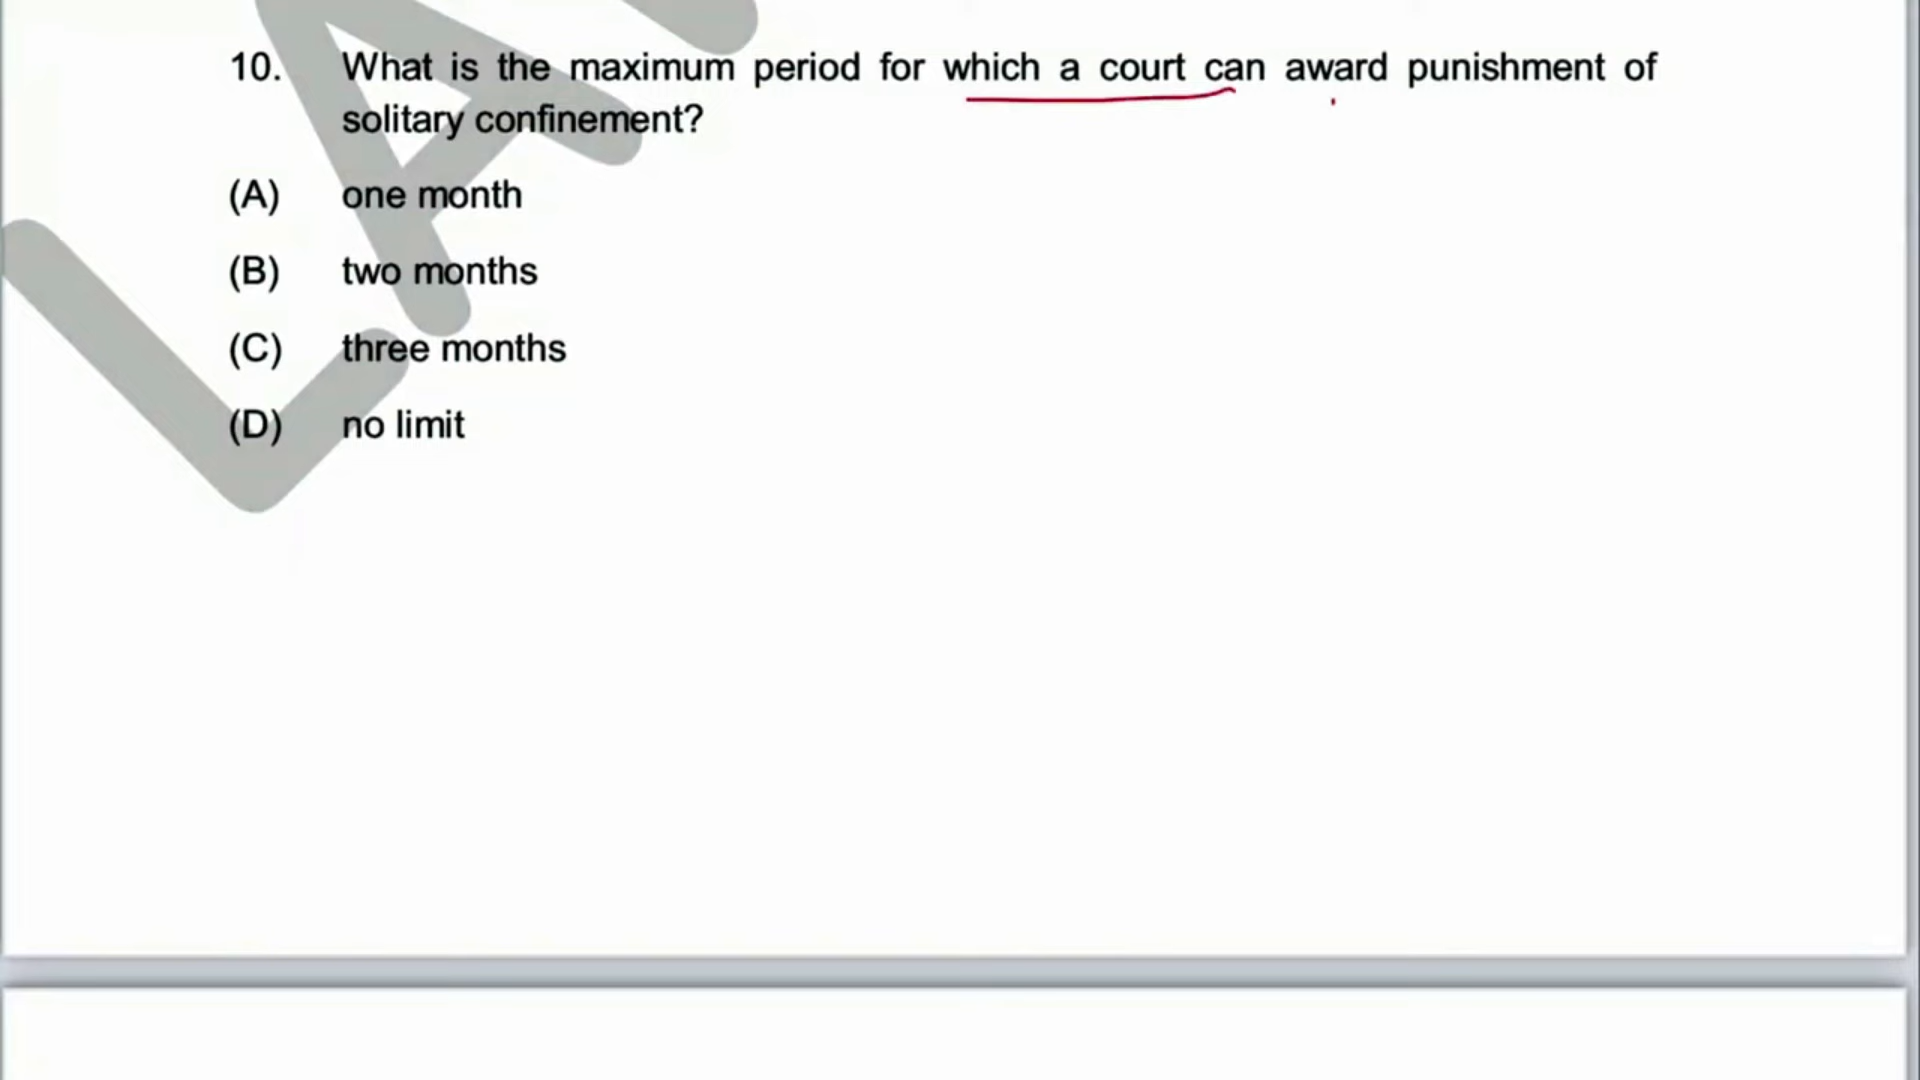 10. What is the maximum period for which a court can award punishment of
solitary confinement?
(A) one month
(B) two months
(C) three months
(D) no limit